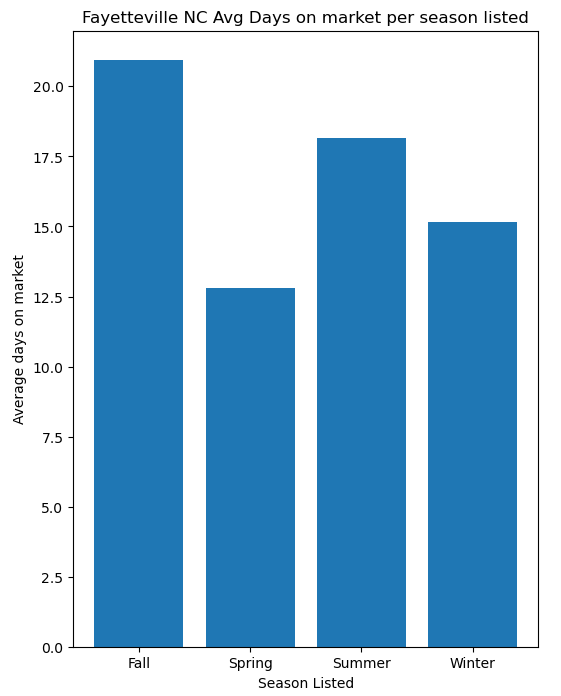 Fayetteville NC Avg Days on market per season listed
Average days on market
20.0
17.5
15.0
12.5
10.0
7.5
5.0
2.5
0.0
Fall Spring Summer Winter
Season Listed